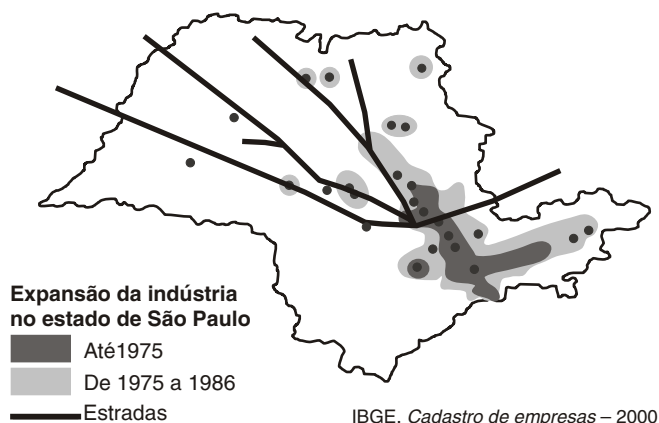 Expansão da indústria
no estado de São Paulo
Até1975
De 1975 a 1986
Estradas
IBGE. Cadastro de empresas – 2000